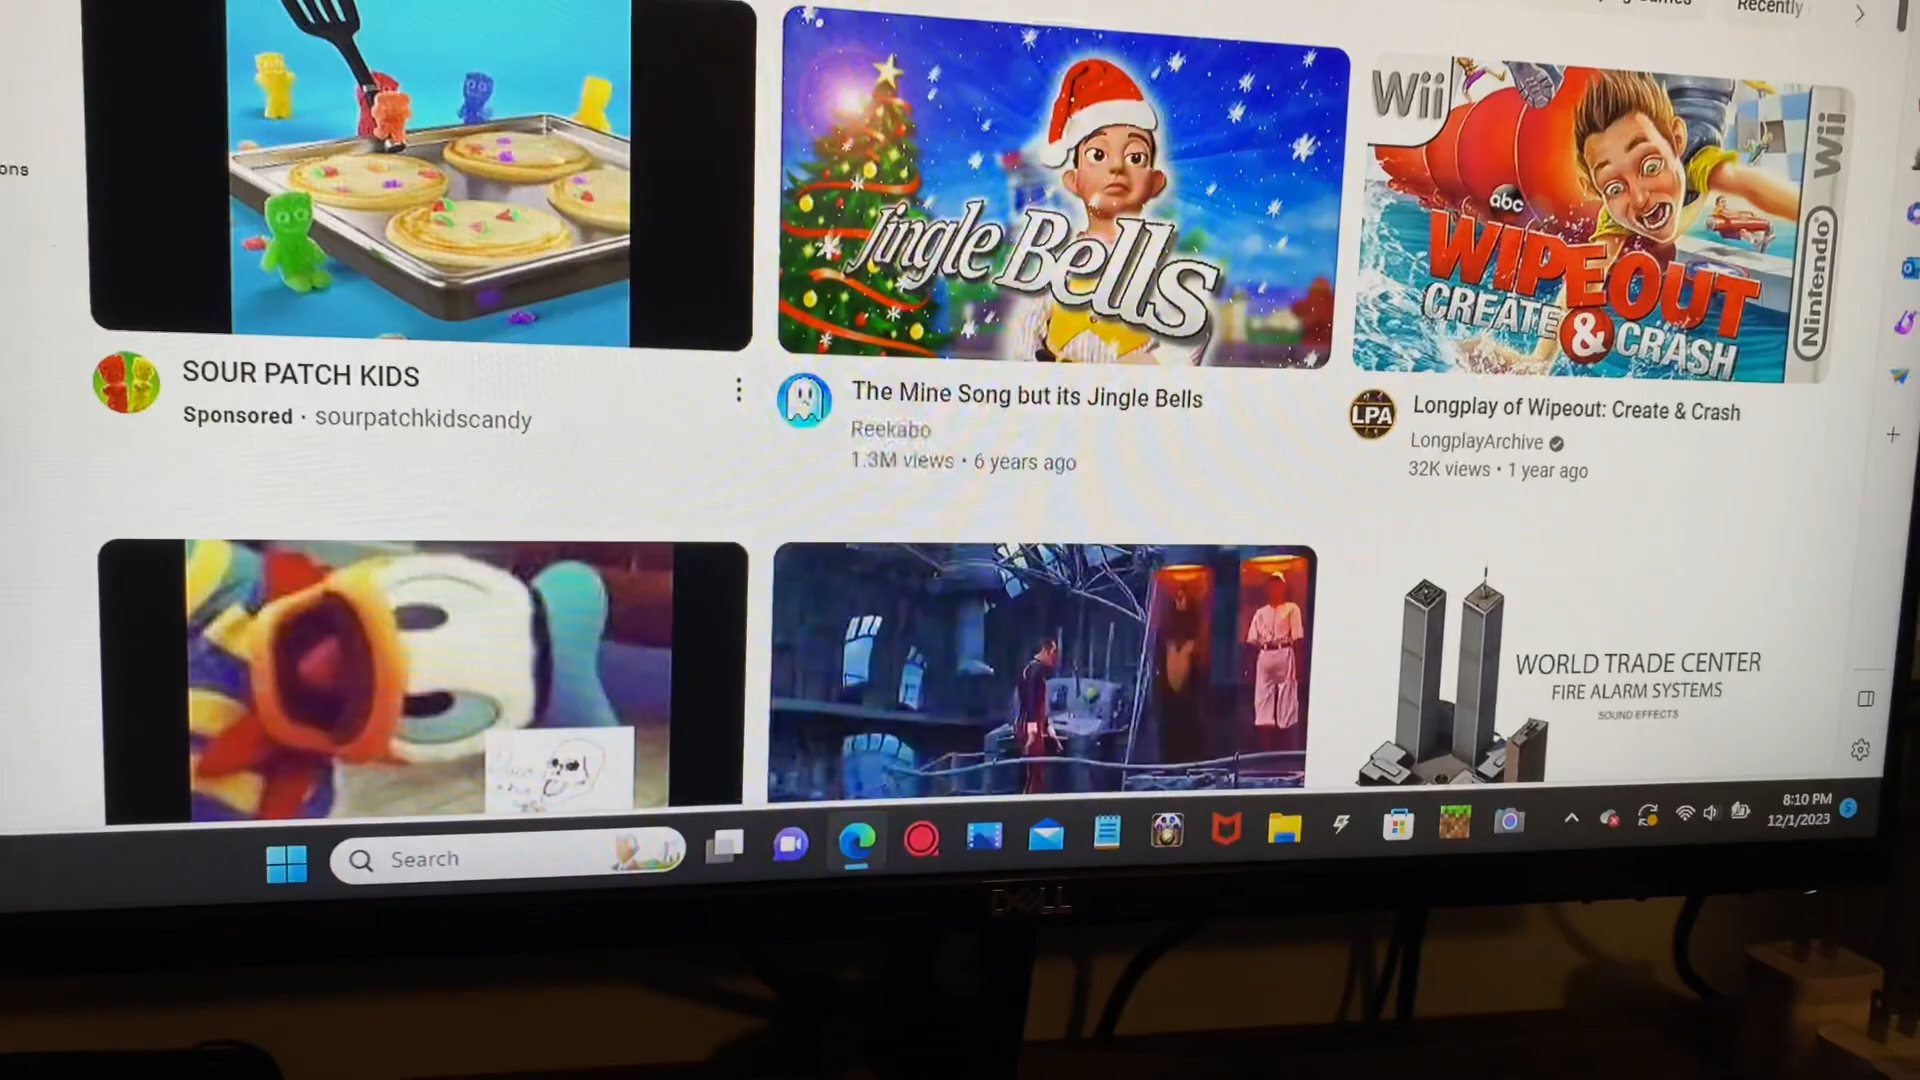 Recently
ons
Jingle Bells
Wii
Wii
abc
WIPEOUT
CREATE & CRASH
Nintendo
SOUR PATCH KIDS
Sponsored · sourpatchkidscandy
The Mine Song but its Jingle Bells
Reekabo
1.3M views • 6 years ago
LPA
Longplay of Wipeout: Create & Crash
LongplayArchive
32K views • 1 year ago
WORLD TRADE CENTER
FIRE ALARM SYSTEMS
SOUND EFFECTS
Search
8:10 PM
12/1/2023
5
DELL